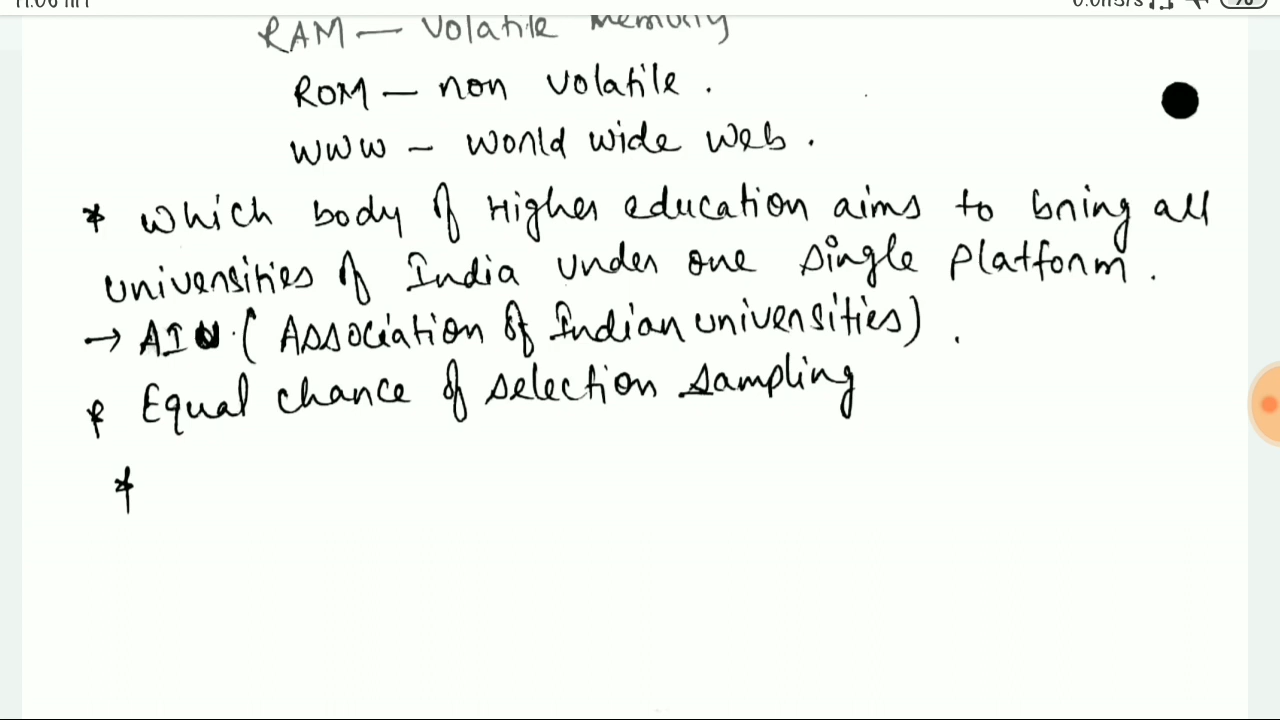 RAM — Volatile memory
ROM — non volatile.
WWW – World wide web.
* Which body of Higher education aims to bring all
universities of India under one single platform.
→ AIU. (Association of Indian universities).
* Equal chance of selection sampling
*